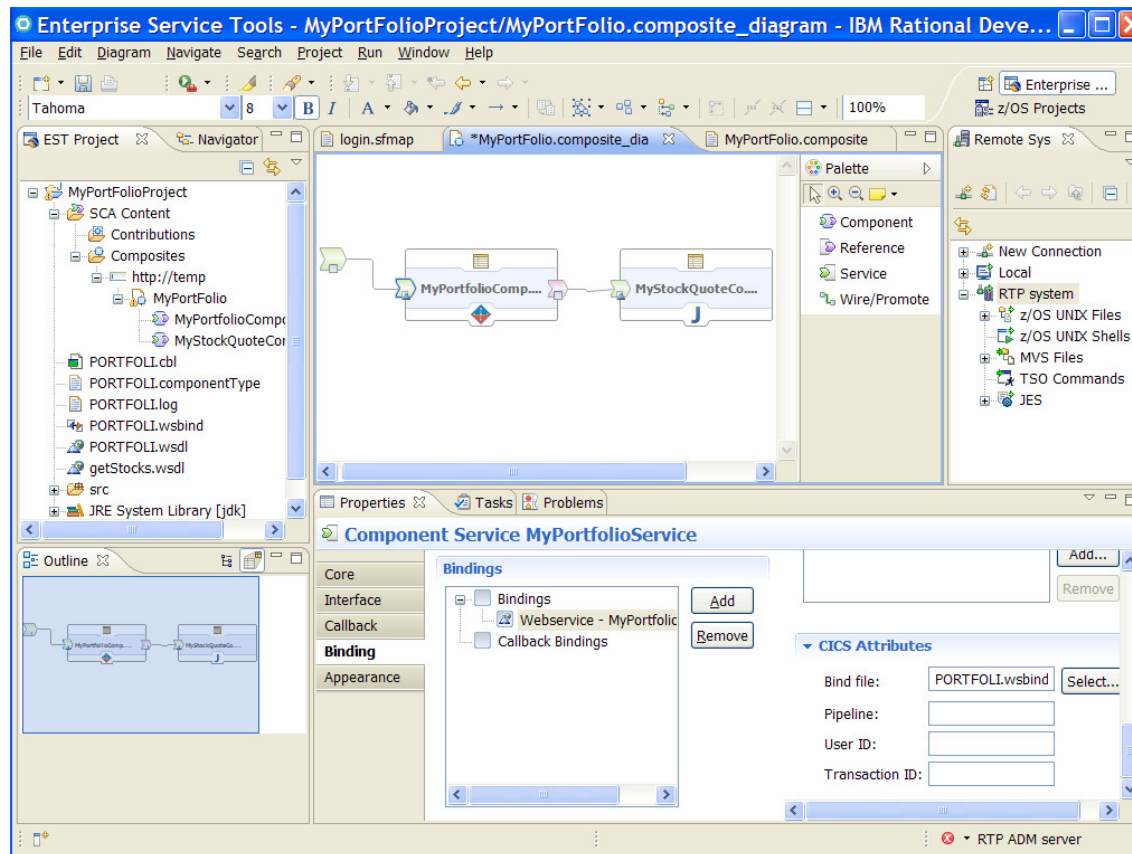 Enterprise Service Tools - MyPortFolioProject/MyPortFolio.composite_diagram - IBM Rational Deve...
File Edit Diagram Navigate Search Project Run Window Help
Enterprise ...
Tahoma 8 B I A 100% z/OS Projects
EST Project Navigator
login.sfmap *MyPortFolio.composite_dia MyPortFolio.composite
Remote Sys
MyPortFolioProject
SCA Content
Contributions
Composites
http://temp
MyPortFolio
MyPortfolioCompo
MyStockQuoteCor
PORTFOLI.cbl
PORTFOLI.componentType
PORTFOLI.log
PORTFOLI.wsbind
PORTFOLI.wsdl
getStocks.wsdl
src
JRE System Library [jdk]
MyPortfolioComp....
MyStockQuoteCo....
J
Palette
Component
Reference
Service
Wire/Promote
New Connection
Local
RTP system
z/OS UNIX Files
z/OS UNIX Shells
MVS Files
TSO Commands
JES
Outline
MyPortfolioComp....
MyStockQuoteCo....
J
Properties Tasks Problems
Component Service MyPortfolioService
Core
Interface
Callback
Binding
Appearance
Bindings
Bindings
Webservice - MyPortfolic
Callback Bindings
Add
Remove
Add...
Remove
CICS Attributes
Bind file: PORTFOLI.wsbind Select...
Pipeline:
User ID:
Transaction ID:
RTP ADM server